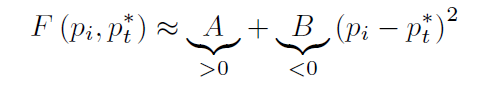 F (p_i, p_t^*) ≈ A + B (p_i − p_t^*)^2
>0 <0